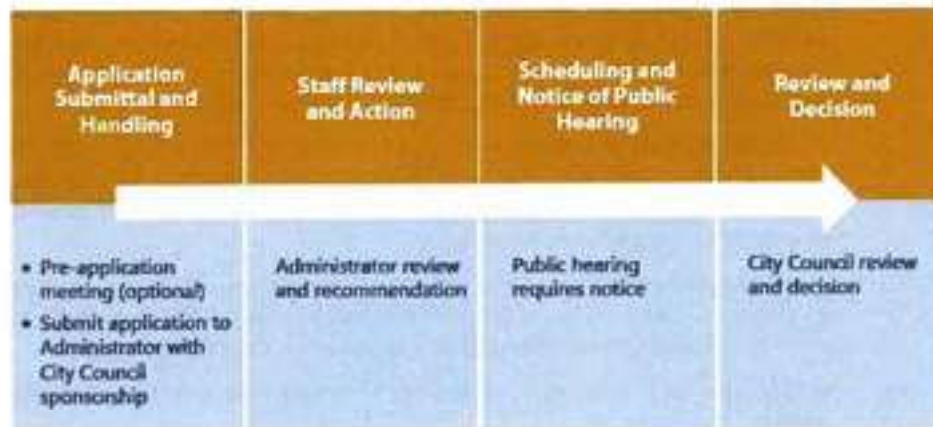 Application
Submittal and
Handling
Staff Review
and Action
Scheduling and
Notice of Public
Hearing
Review and
Decision
• Pre-application
meeting (optional)
• Submit application to
Administrator with
City Council
sponsorship
Administrator review
and recommendation
Public hearing
requires notice
City Council review
and decision